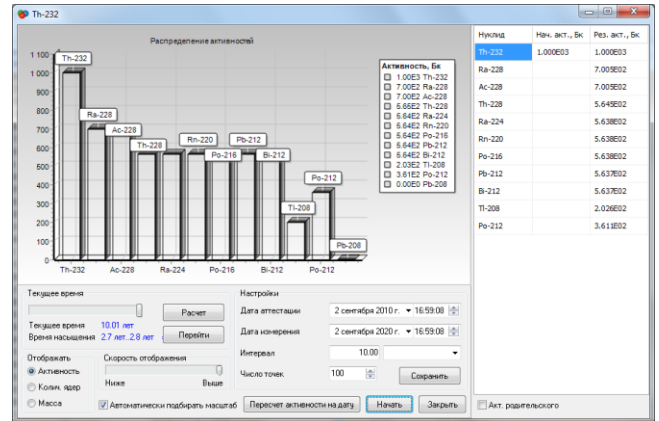 Th-232
Распределение активностей
1 100
1 000
900
800
700
600
500
400
300
200
100
0
Th-232
Ra-228
Ac-228
Th-228
Rn-220
Po-216
Pb-212
Bi-212
Tl-208
Po-212
Pb-208
Th-232 Ac-228 Ra-224 Po-216 Bi-212 Po-212
Активность, Бк
1.00E3 Th-232
7.00E2 Ra-228
7.00E2 Ac-228
5.65E2 Th-228
5.64E2 Ra-224
5.64E2 Rn-220
5.64E2 Po-216
5.64E2 Pb-212
5.64E2 Bi-212
2.03E2 Tl-208
3.61E2 Po-212
0.00E0 Pb-208
Нуклид Нач. акт., Бк Рез. акт., Бк
Th-232 1.000E03 1.000E03
Ra-228 7.005E02
Ac-228 7.005E02
Th-228 5.645E02
Ra-224 5.638E02
Rn-220 5.638E02
Po-216 5.638E02
Pb-212 5.637E02
Bi-212 5.637E02
Tl-208 2.026E02
Po-212 3.611E02
Текущее время
Расчет
Текущее время 10.01 лет
Время насыщения 2.7 лет..2.8 лет
Перейти
Отображать
Активность
Колич. ядер
Масса
Скорость отображения
Ниже Выше
Автоматически подбирать масштаб
Настройки
Дата аттестации 2 сентября 2010 г. 16:59:08
Дата измерения 2 сентября 2020 г. 16:59:08
Интервал 10.00
Число точек 100
Сохранить
Пересчет активности на дату
Начать
Закрыть
Акт. родительского